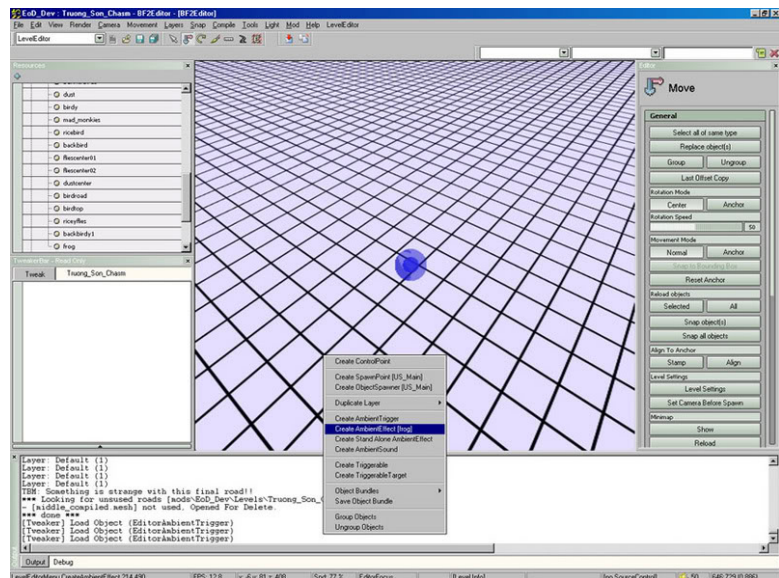 EoD_Dev : Truong_Son_Chasm - BF2Editor - [BF2Editor]
File Edit View Render Camera Movement Layers Snap Compile Tools Light Mod Help LevelEditor
LevelEditor
Resources
dust
birdy
mad_monkies
ricebird
backbird
fliescenter01
fliescenter02
dustcenter
birdroad
birdtop
riceyflies
backbirdy1
frog
TweakerBar - Read Only
Tweak Truong_Son_Chasm
Create ControlPoint
Create SpawnPoint [US_Main]
Create ObjectSpawner [US_Main]
Duplicate Layer
Create AmbientTrigger
Create AmbientEffect [frog]
Create Stand Alone AmbientEffect
Create AmbientSound
Create Triggerable
Create TriggerableTarget
Object Bundles
Save Object Bundle
Group Objects
Ungroup Objects
Editor
Move
General
Select all of same type
Replace object(s)
Group Ungroup
Last Offset Copy
Rotation Mode
Center Anchor
Rotation Speed
50
Movement Mode
Normal Anchor
Snap to Bounding Box
Reset Anchor
Reload objects
Selected All
Snap object(s)
Snap all objects
Align To Anchor
Stamp Align
Level Settings
Level Settings
Set Camera Before Spawn
Minimap
Show
Reload
Layer: Default (1)
Layer: Default (1)
Layer: Default (1)
Layer: Default (1)
TBM: Something is strange with this final road!!
*** Looking for unsused roads [mods\EoD_Dev\Levels\Truong_Son_
- [middle_compiled.mesh] not used. Opened For Delete.
*** done ***
[Tweaker] Load Object (EditorAmbientTrigger)
[Tweaker] Load Object (EditorAmbientTrigger)
[Tweaker] Load Object (EditorAmbientTrigger)
Output Debug